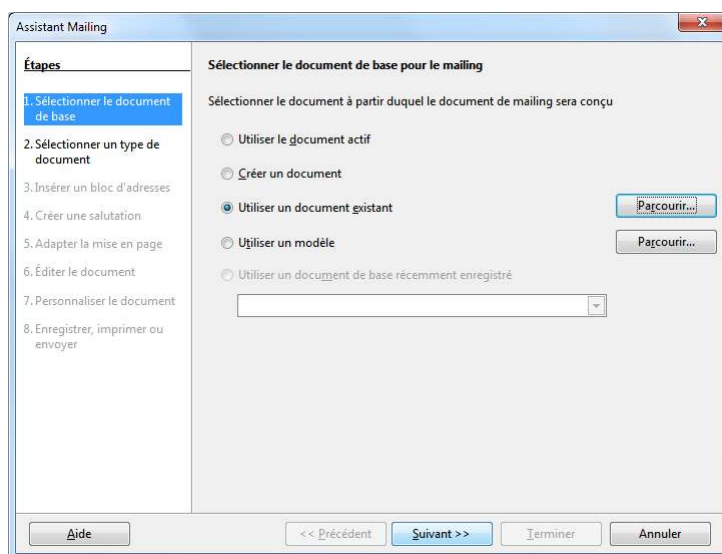 Assistant Mailing
Étapes
1. Sélectionner le document
de base
2. Sélectionner un type de
document
3. Insérer un bloc d'adresses
4. Créer une salutation
5. Adapter la mise en page
6. Éditer le document
7. Personnaliser le document
8. Enregistrer, imprimer ou
envoyer
Sélectionner le document de base pour le mailing
Sélectionner le document à partir duquel le document de mailing sera conçu
Utiliser le document actif
Créer un document
Utiliser un document existant
Parcourir...
Utiliser un modèle
Parcourir...
Utiliser un document de base récemment enregistré
Aide
<< Précédent
Suivant >>
Terminer
Annuler